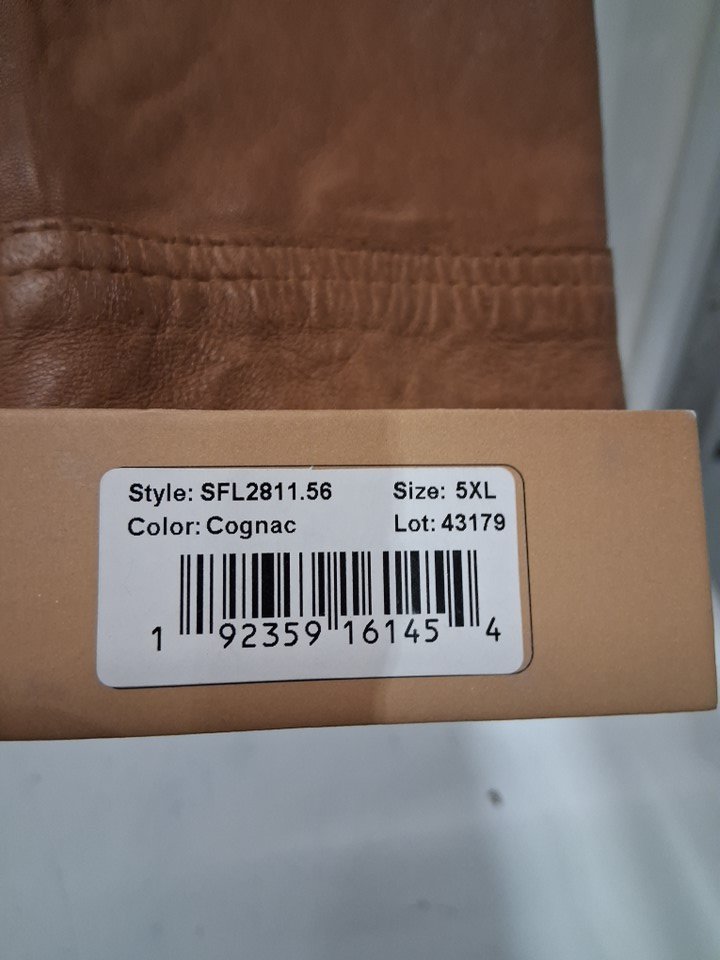 Style: SFL2811.56 Size: 5XL
Color: Cognac Lot: 43179
1 92359 16145 4